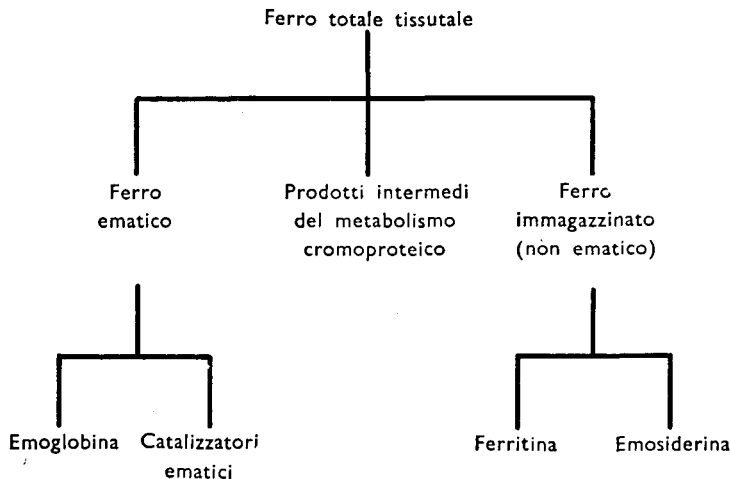 Ferro totale tissutale
Ferro
ematico
Prodotti intermedi
del metabolismo
cromoproteico
Ferro
immagazzinato
(non ematico)
Emoglobina
Catalizzatori
ematici
Ferritina
Emosiderina